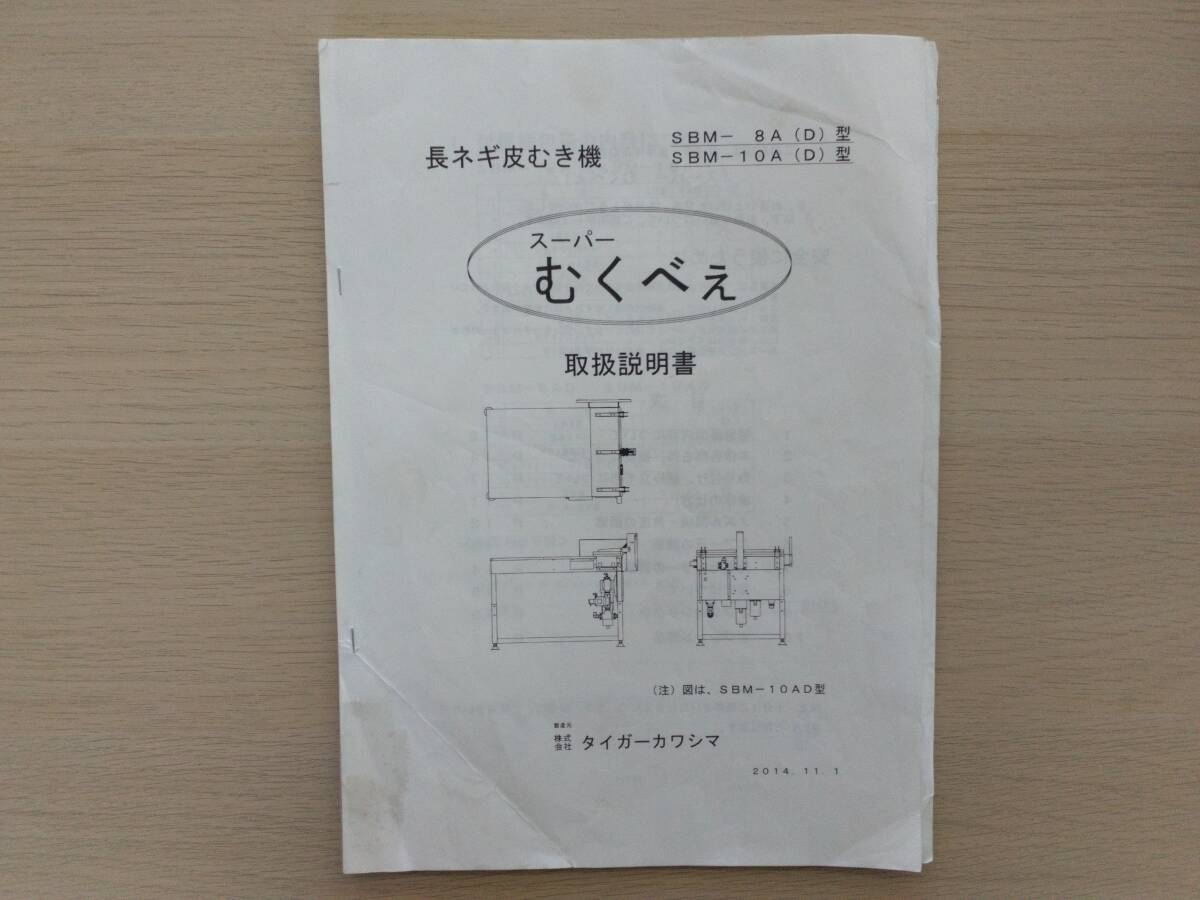 長ネギ皮むき機
SBM－　8A（D）型
SBM－10A（D）型
スーパー
むくべぇ
取扱説明書
（注）図は、SBM－10AD型
製造元
株式会社 タイガーカワシマ
2014．11．1